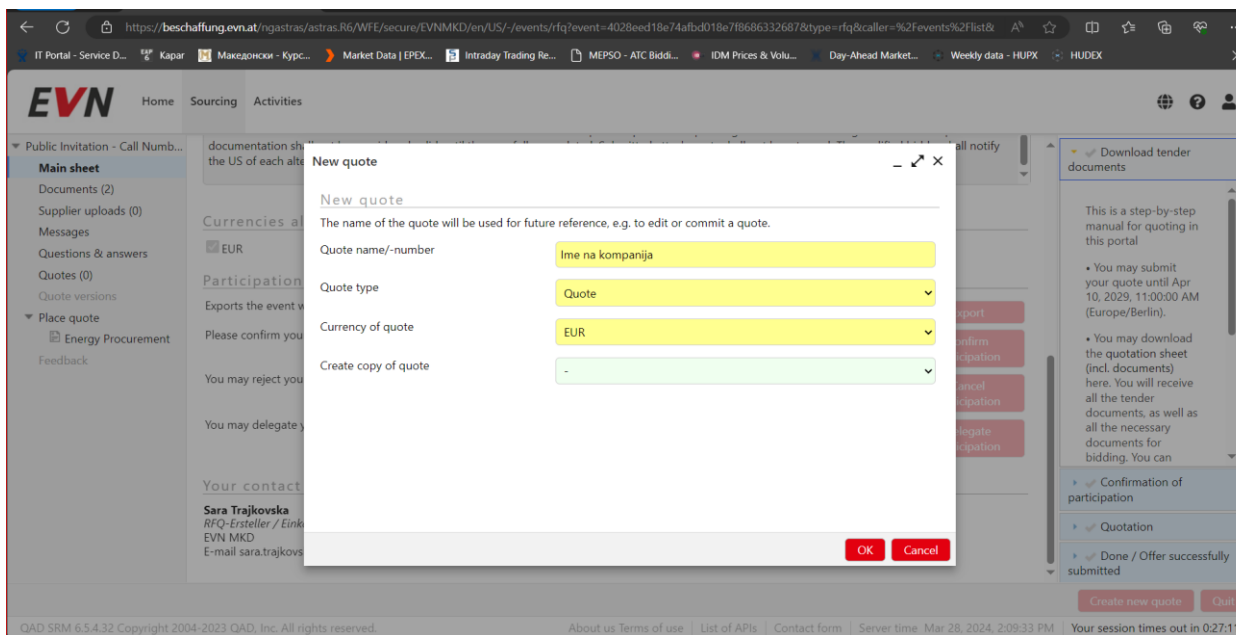 https://beschaffung.evn.at/ngastras/astras.R6/WFE/secure/EVNMKD/en/US/-/events/rfq?event=4028eed18e74afbd018e7f8686332687&type=rfq&caller=%2Fevents%2Flist&
IT Portal - Service D... Kapar Македонски - Курс... Market Data | EPEX... Intraday Trading Re... MEPSO - ATC Biddi... IDM Prices & Volu... Day-Ahead Market... Weekly data - HUPX HUDEX
EVN Home Sourcing Activities
Public Invitation - Call Numb...
Main sheet
Documents (2)
Supplier uploads (0)
Messages
Questions & answers
Quotes (0)
Quote versions
Place quote
Energy Procurement
Feedback
the US of each alte
all notify
Currencies al
EUR
Participation
Exports the event w
Please confirm you
You may reject you
You may delegate y
Your contact
Sara Trajkovska
RFQ-Ersteller / Eink
EVN MKD
E-mail sara.trajkovs
New quote
New quote
The name of the quote will be used for future reference, e.g. to edit or commit a quote.
Quote name/-number
Ime na kompanija
Quote type
Quote
Currency of quote
EUR
Create copy of quote
-
OK Cancel
Download tender
documents
This is a step-by-step
manual for quoting in
this portal
• You may submit
your quote until Apr
10, 2029, 11:00:00 AM
(Europe/Berlin).
• You may download
the quotation sheet
(incl. documents)
here. You will receive
all the tender
documents, as well as
all the necessary
documents for
bidding. You can
Confirmation of
participation
Quotation
Done / Offer successfully
submitted
Create new quote Quit
QAD SRM 6.5.4.32 Copyright 2004-2023 QAD, Inc. All rights reserved.
About us Terms of use | List of APIs | Contact form | Server time Mar 28, 2024, 2:09:33 PM | Your session times out in 0:27:1